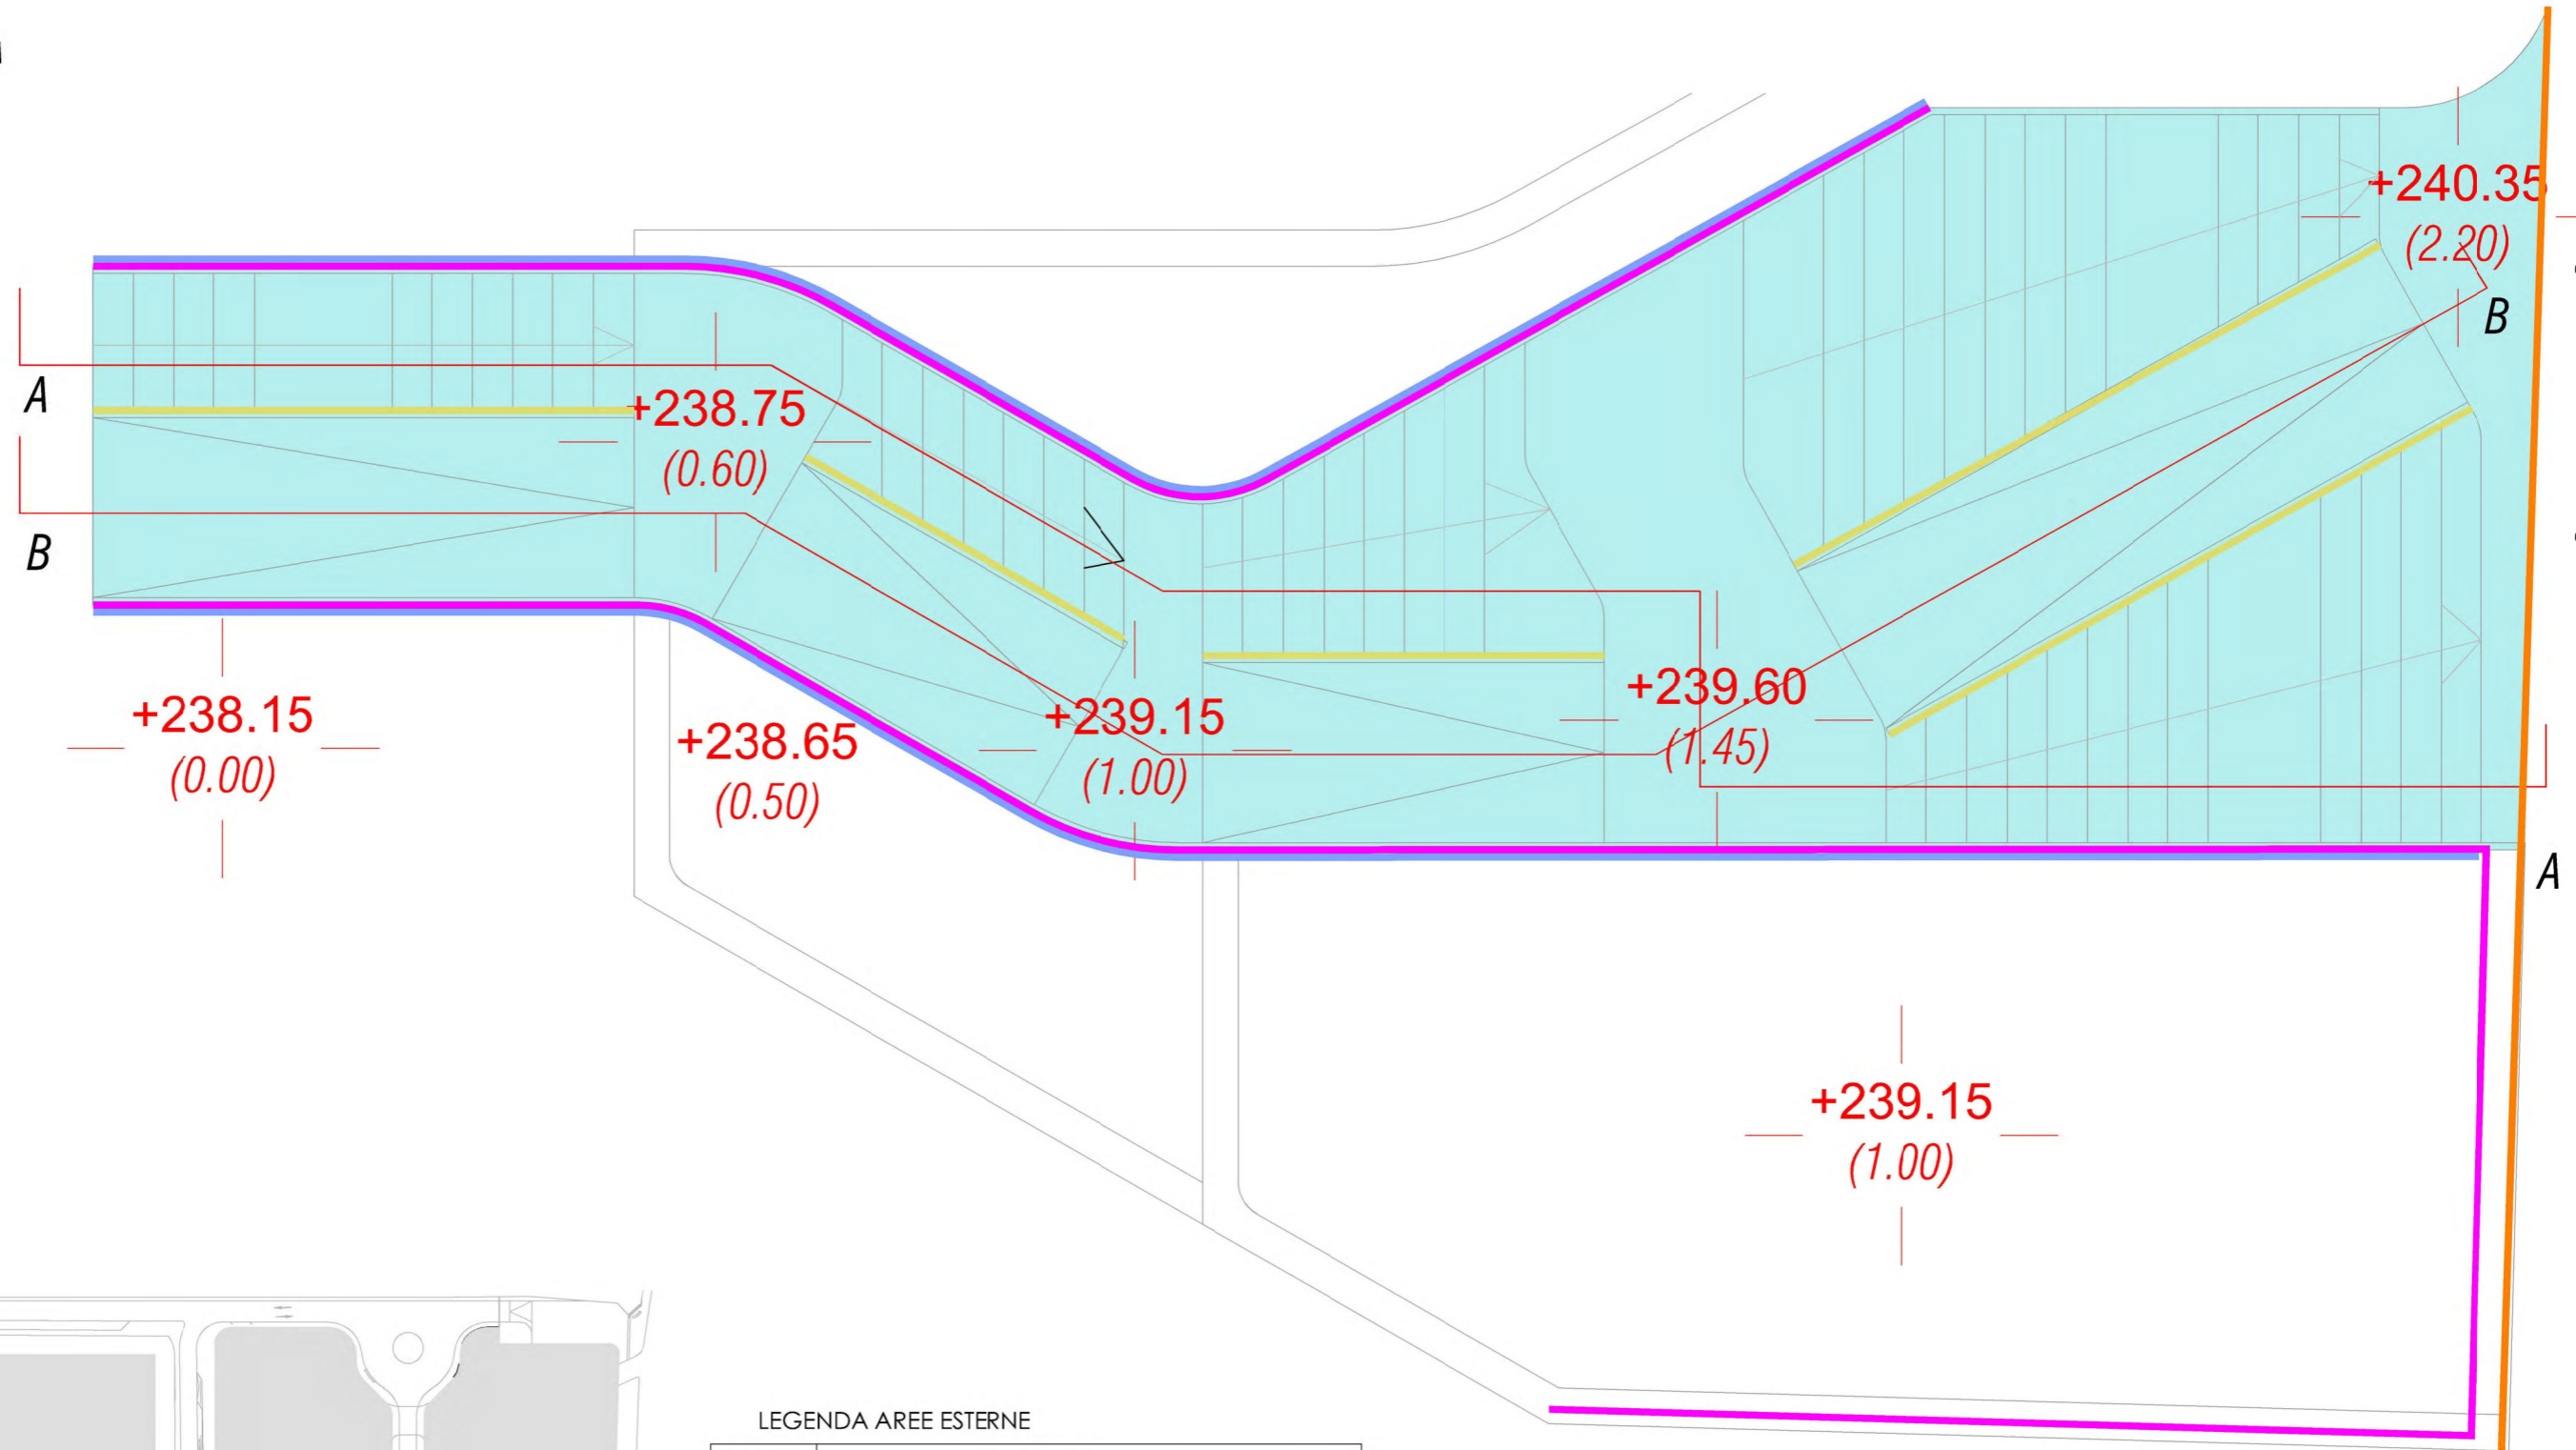 +240.35
(2.20)
B
A
+238.75
(0.60)
B
+238.15
(0.00)
+238.65
(0.50)
+239.15
(1.00)
+239.60
(1.45)
A
+239.15
(1.00)
LEGENDA AREE ESTERNE